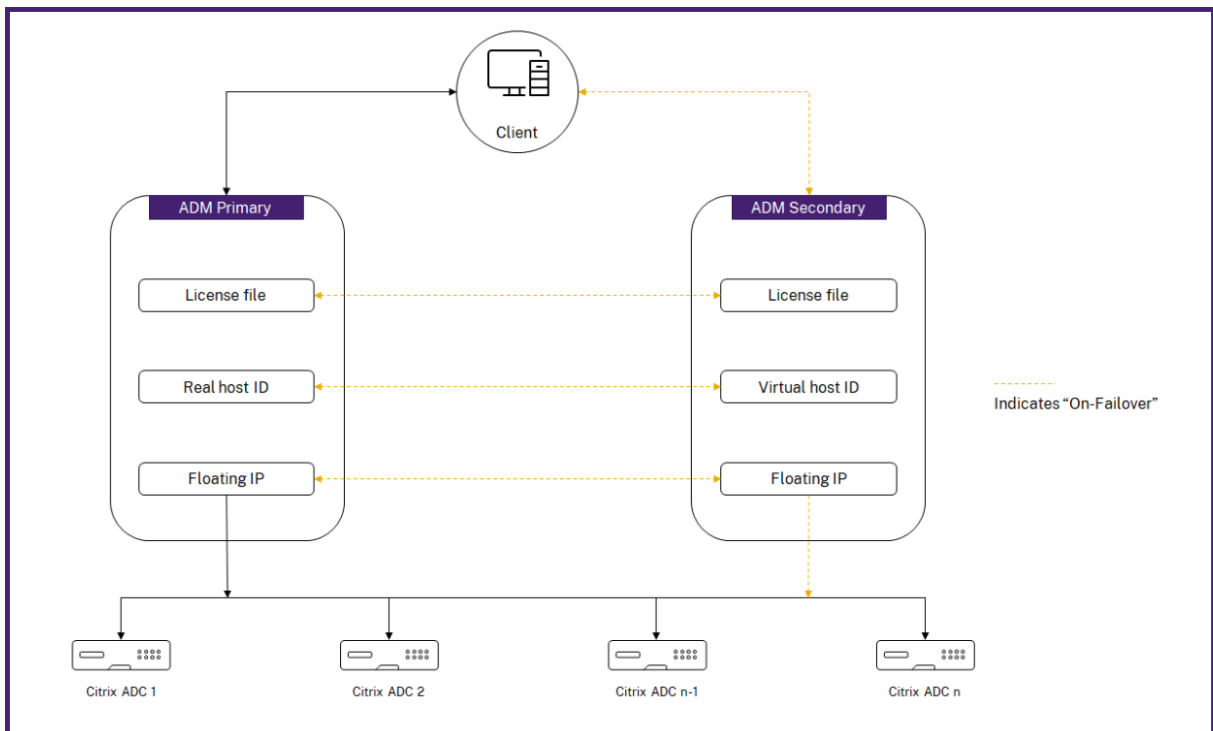 Client
ADM Primary
ADM Secondary
License file
License file
Real host ID
Virtual host ID
Indicates “On-Failover”
Floating IP
Floating IP
Citrix ADC 1
Citrix ADC 2
Citrix ADC n-1
Citrix ADC n